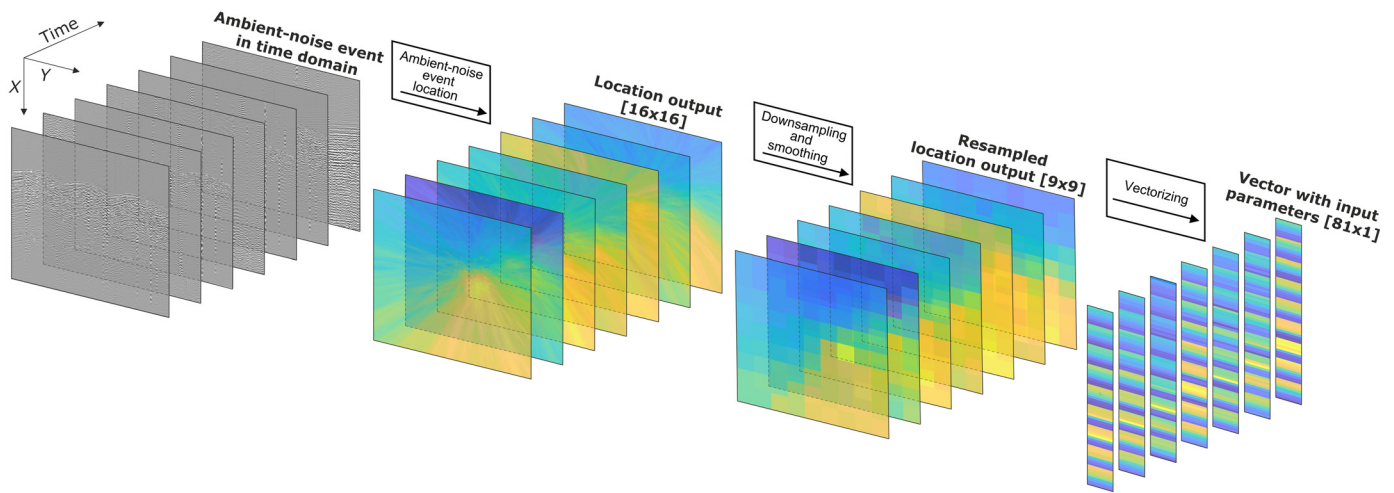 Time
Y
X
Ambient-noise event
in time domain
Ambient-noise
event
location
Location output
[16x16]
Downsampling
and
smoothing
Resampled
location output [9x9]
Vectorizing
Vector with input
parameters [81x1]